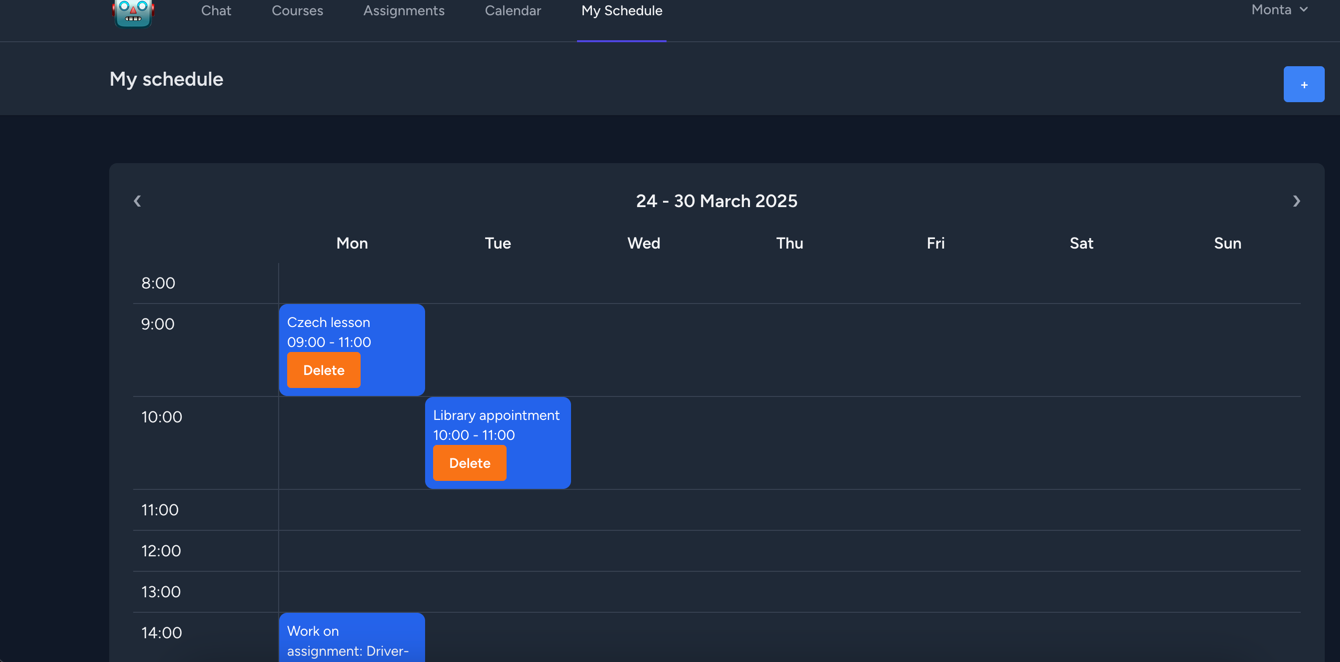 Chat Courses Assignments Calendar My Schedule Monta
My schedule
+
24 - 30 March 2025
Mon Tue Wed Thu Fri Sat Sun
8:00
9:00
Czech lesson
09:00 - 11:00
Delete
10:00
Library appointment
10:00 - 11:00
Delete
11:00
12:00
13:00
14:00
Work on
assignment: Driver-